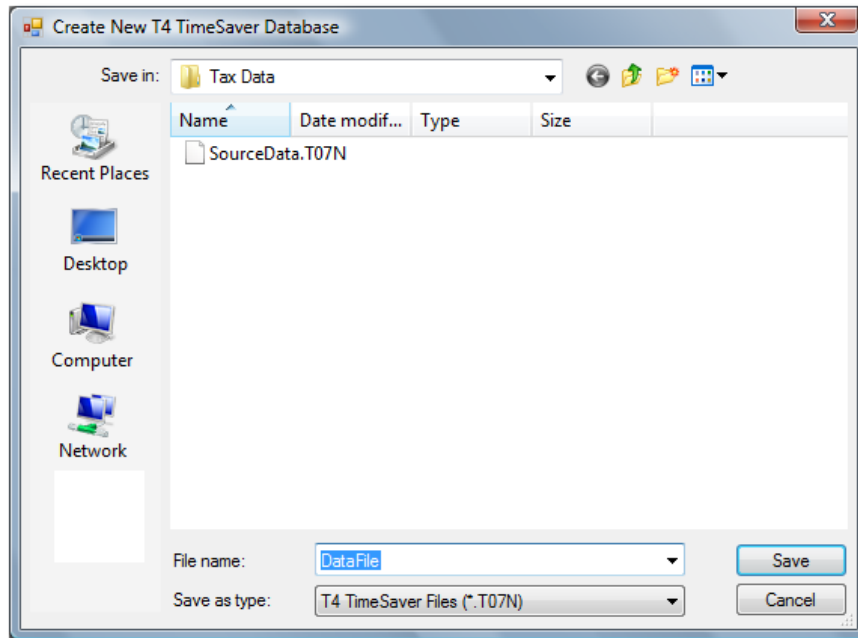 Create New T4 TimeSaver Database
Save in: Tax Data
Name Date modif... Type Size
SourceData.T07N
Recent Places
Desktop
Computer
Network
File name: DataFile Save
Save as type: T4 TimeSaver Files (*.T07N) Cancel